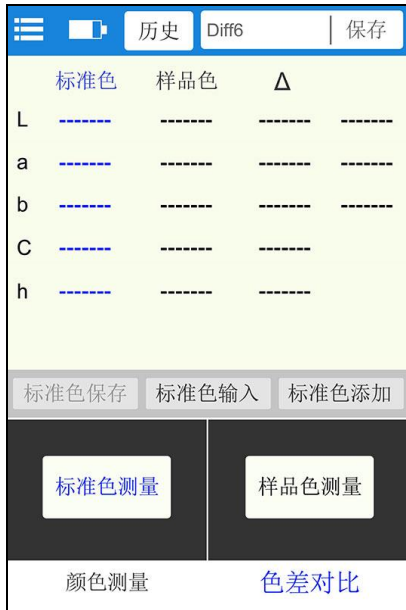 历史 Diff6 保存
标准色 样品色 Δ
L ------- ------- ------- -------
a ------- ------- ------- -------
b ------- ------- ------- -------
C ------- ------- -------
h ------- ------- -------
标准色保存 标准色输入 标准色添加
标准色测量 样品色测量
颜色测量 色差对比